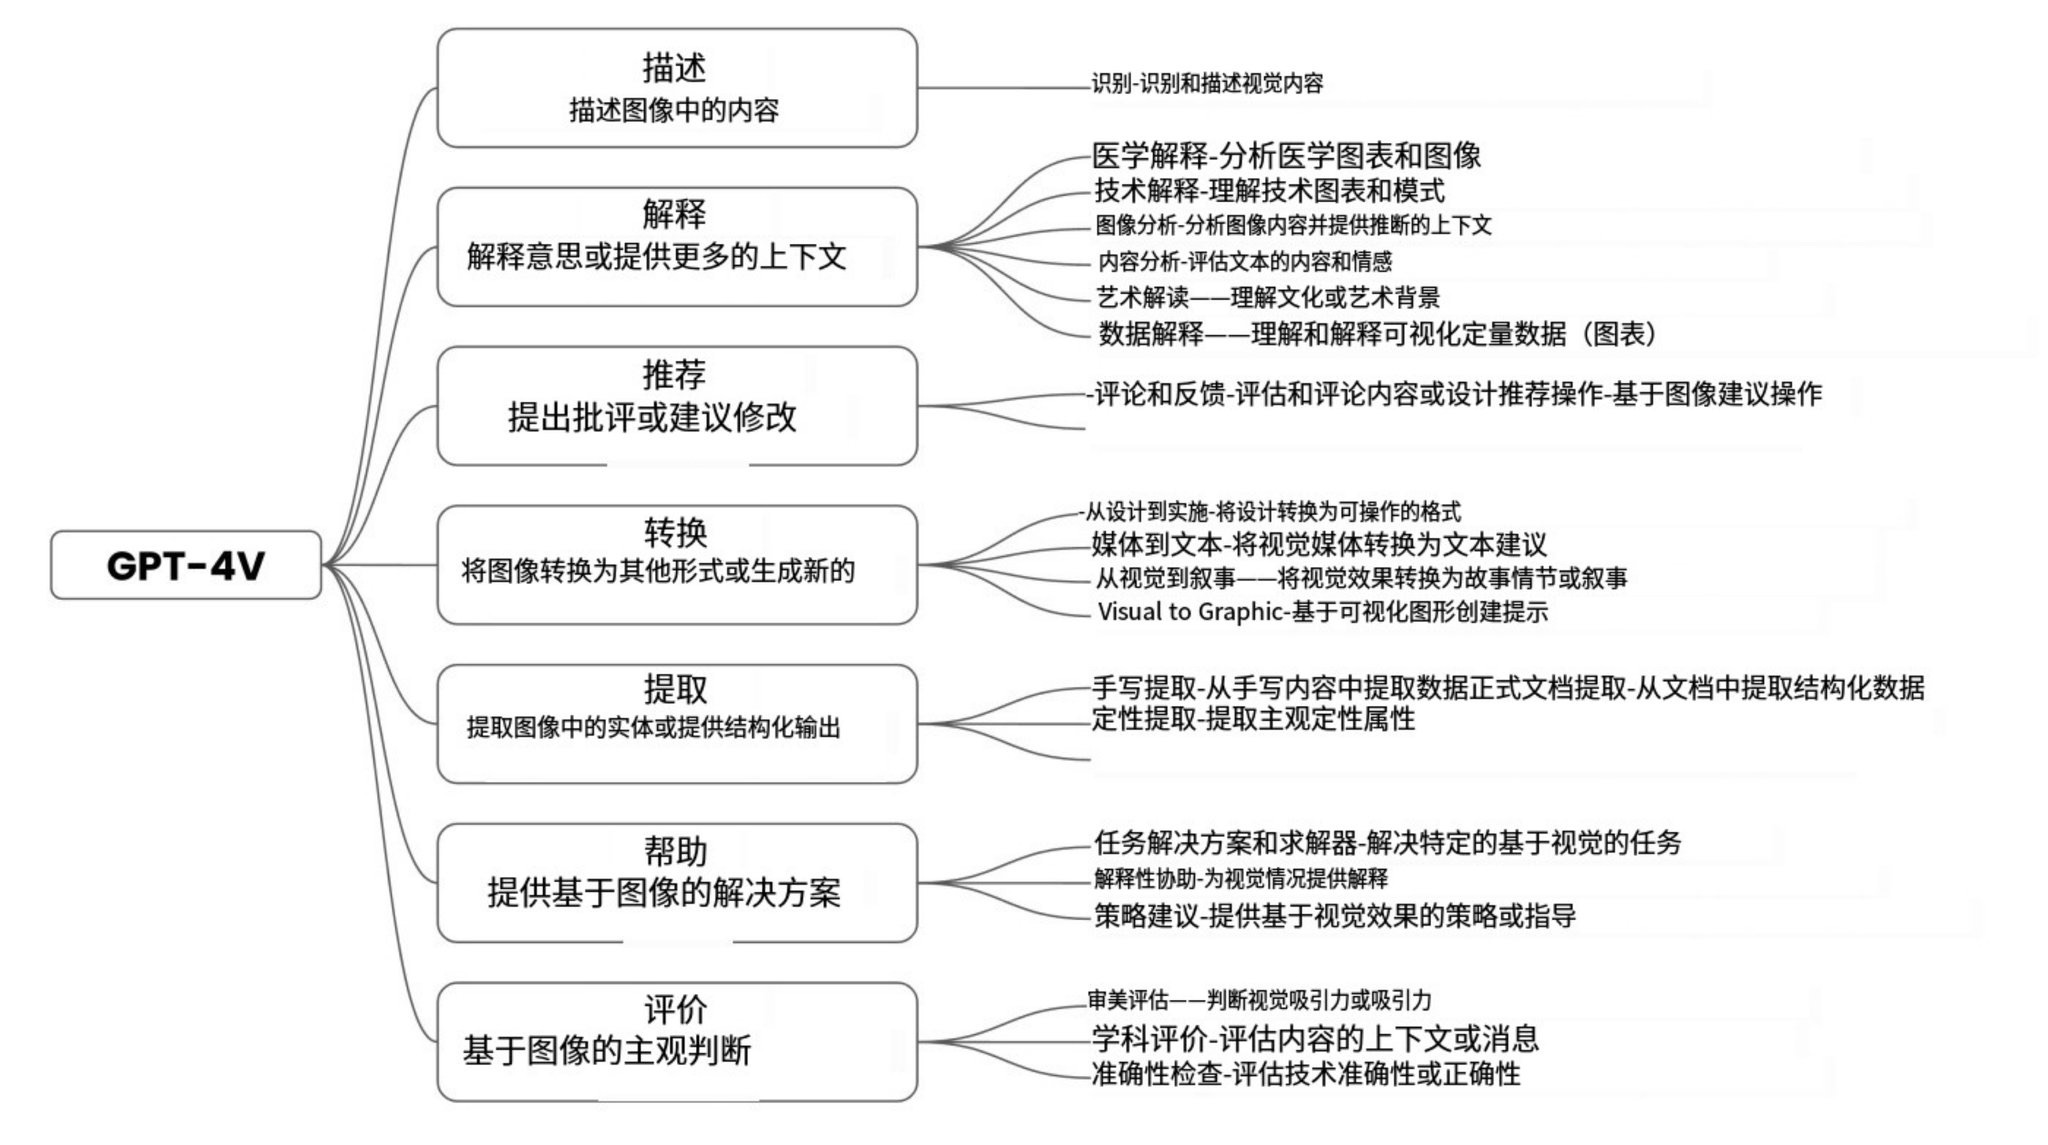 GPT-4V
描述
描述图像中的内容
识别-识别和描述视觉内容
解释
解释意思或提供更多的上下文
医学解释-分析医学图表和图像
技术解释-理解技术图表和模式
图像分析-分析图像内容并提供推断的上下文
内容分析-评估文本的内容和情感
艺术解读——理解文化或艺术背景
数据解释——理解和解释可视化定量数据（图表）
推荐
提出批评或建议修改
-评论和反馈-评估和评论内容或设计推荐操作-基于图像建议操作
转换
将图像转换为其他形式或生成新的
-从设计到实施-将设计转换为可操作的格式
媒体到文本-将视觉媒体转换为文本建议
从视觉到叙事——将视觉效果转换为故事情节或叙事
Visual to Graphic-基于可视化图形创建提示
提取
提取图像中的实体或提供结构化输出
手写提取-从手写内容中提取数据正式文档提取-从文档中提取结构化数据
定性提取-提取主观定性属性
帮助
提供基于图像的解决方案
任务解决方案和求解器-解决特定的基于视觉的任务
解释性协助-为视觉情况提供解释
策略建议-提供基于视觉效果的策略或指导
评价
基于图像的主观判断
审美评估——判断视觉吸引力或吸引力
学科评价-评估内容的上下文或消息
准确性检查-评估技术准确性或正确性